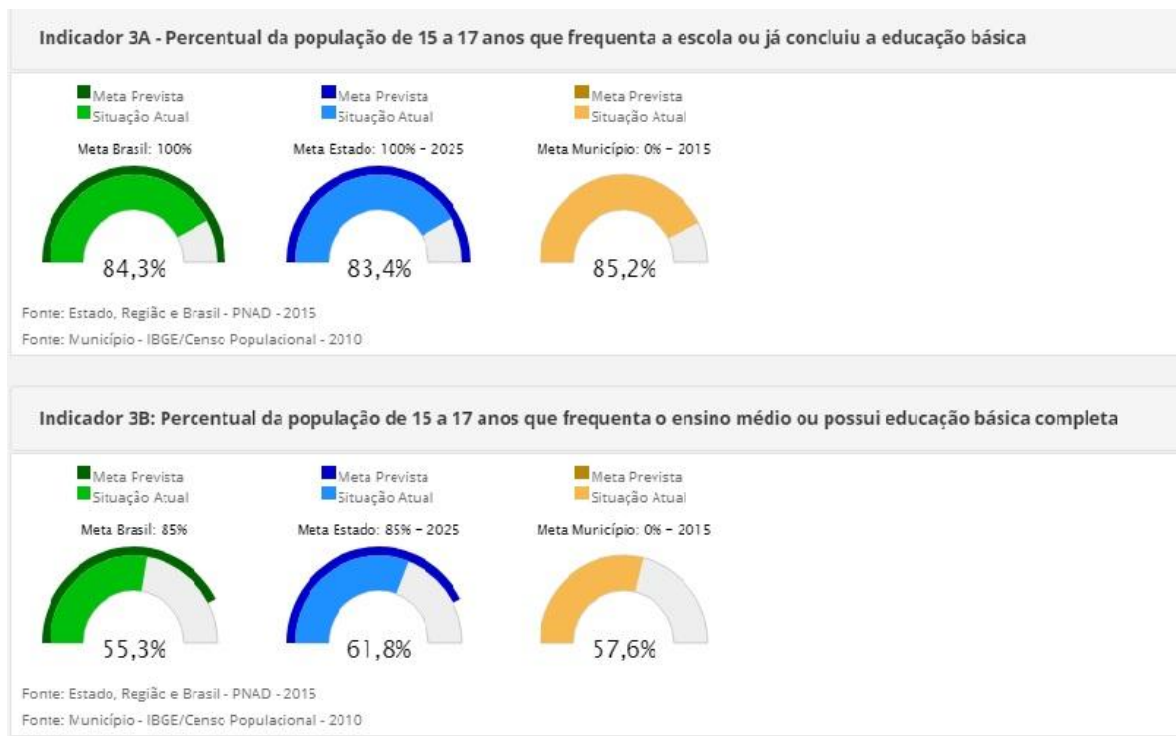 Indicador 3A - Percentual da população de 15 a 17 anos que frequenta a escola ou já concluiu a educação básica
Meta Prevista
Situação Atual
Meta Brasil: 100%
84,3%
Meta Prevista
Situação Atual
Meta Estado: 100% - 2025
83,4%
Meta Prevista
Situação Atual
Meta Município: 0% - 2015
85,2%
Fonte: Estado, Região e Brasil - PNAD - 2015
Fonte: Município - IBGE/Censo Populacional - 2010
Indicador 3B: Percentual da população de 15 a 17 anos que frequenta o ensino médio ou possui educação básica completa
Meta Prevista
Situação Atual
Meta Brasil: 85%
55,3%
Meta Prevista
Situação Atual
Meta Estado: 85% - 2025
61,8%
Meta Prevista
Situação Atual
Meta Município: 0% - 2015
57,6%
Fonte: Estado, Região e Brasil - PNAD - 2015
Fonte: Município - IBGE/Censo Populacional - 2010